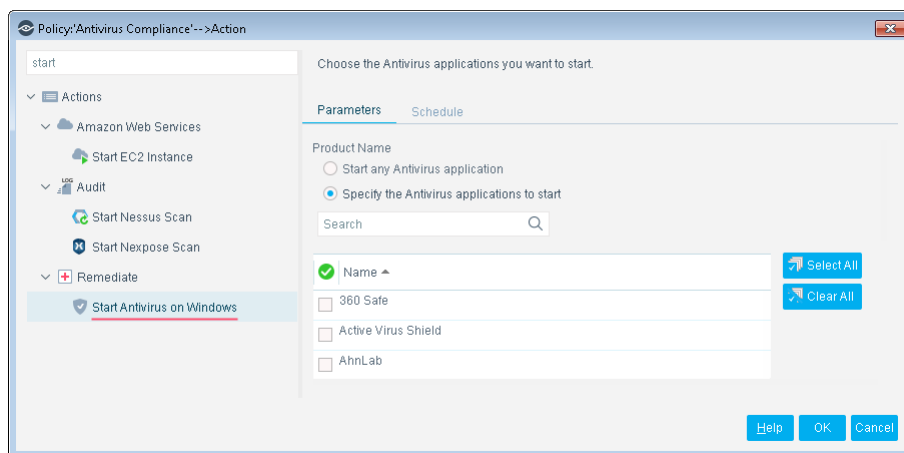 Policy:'Antivirus Compliance'-->Action
start
Actions
Amazon Web Services
Start EC2 Instance
LOG
Audit
Start Nessus Scan
Start Nexpose Scan
Remediate
Start Antivirus on Windows
Choose the Antivirus applications you want to start.
Parameters Schedule
Product Name
Start any Antivirus application
Specify the Antivirus applications to start
Search
Name
360 Safe
Active Virus Shield
AhnLab
Select All
Clear All
Help OK Cancel